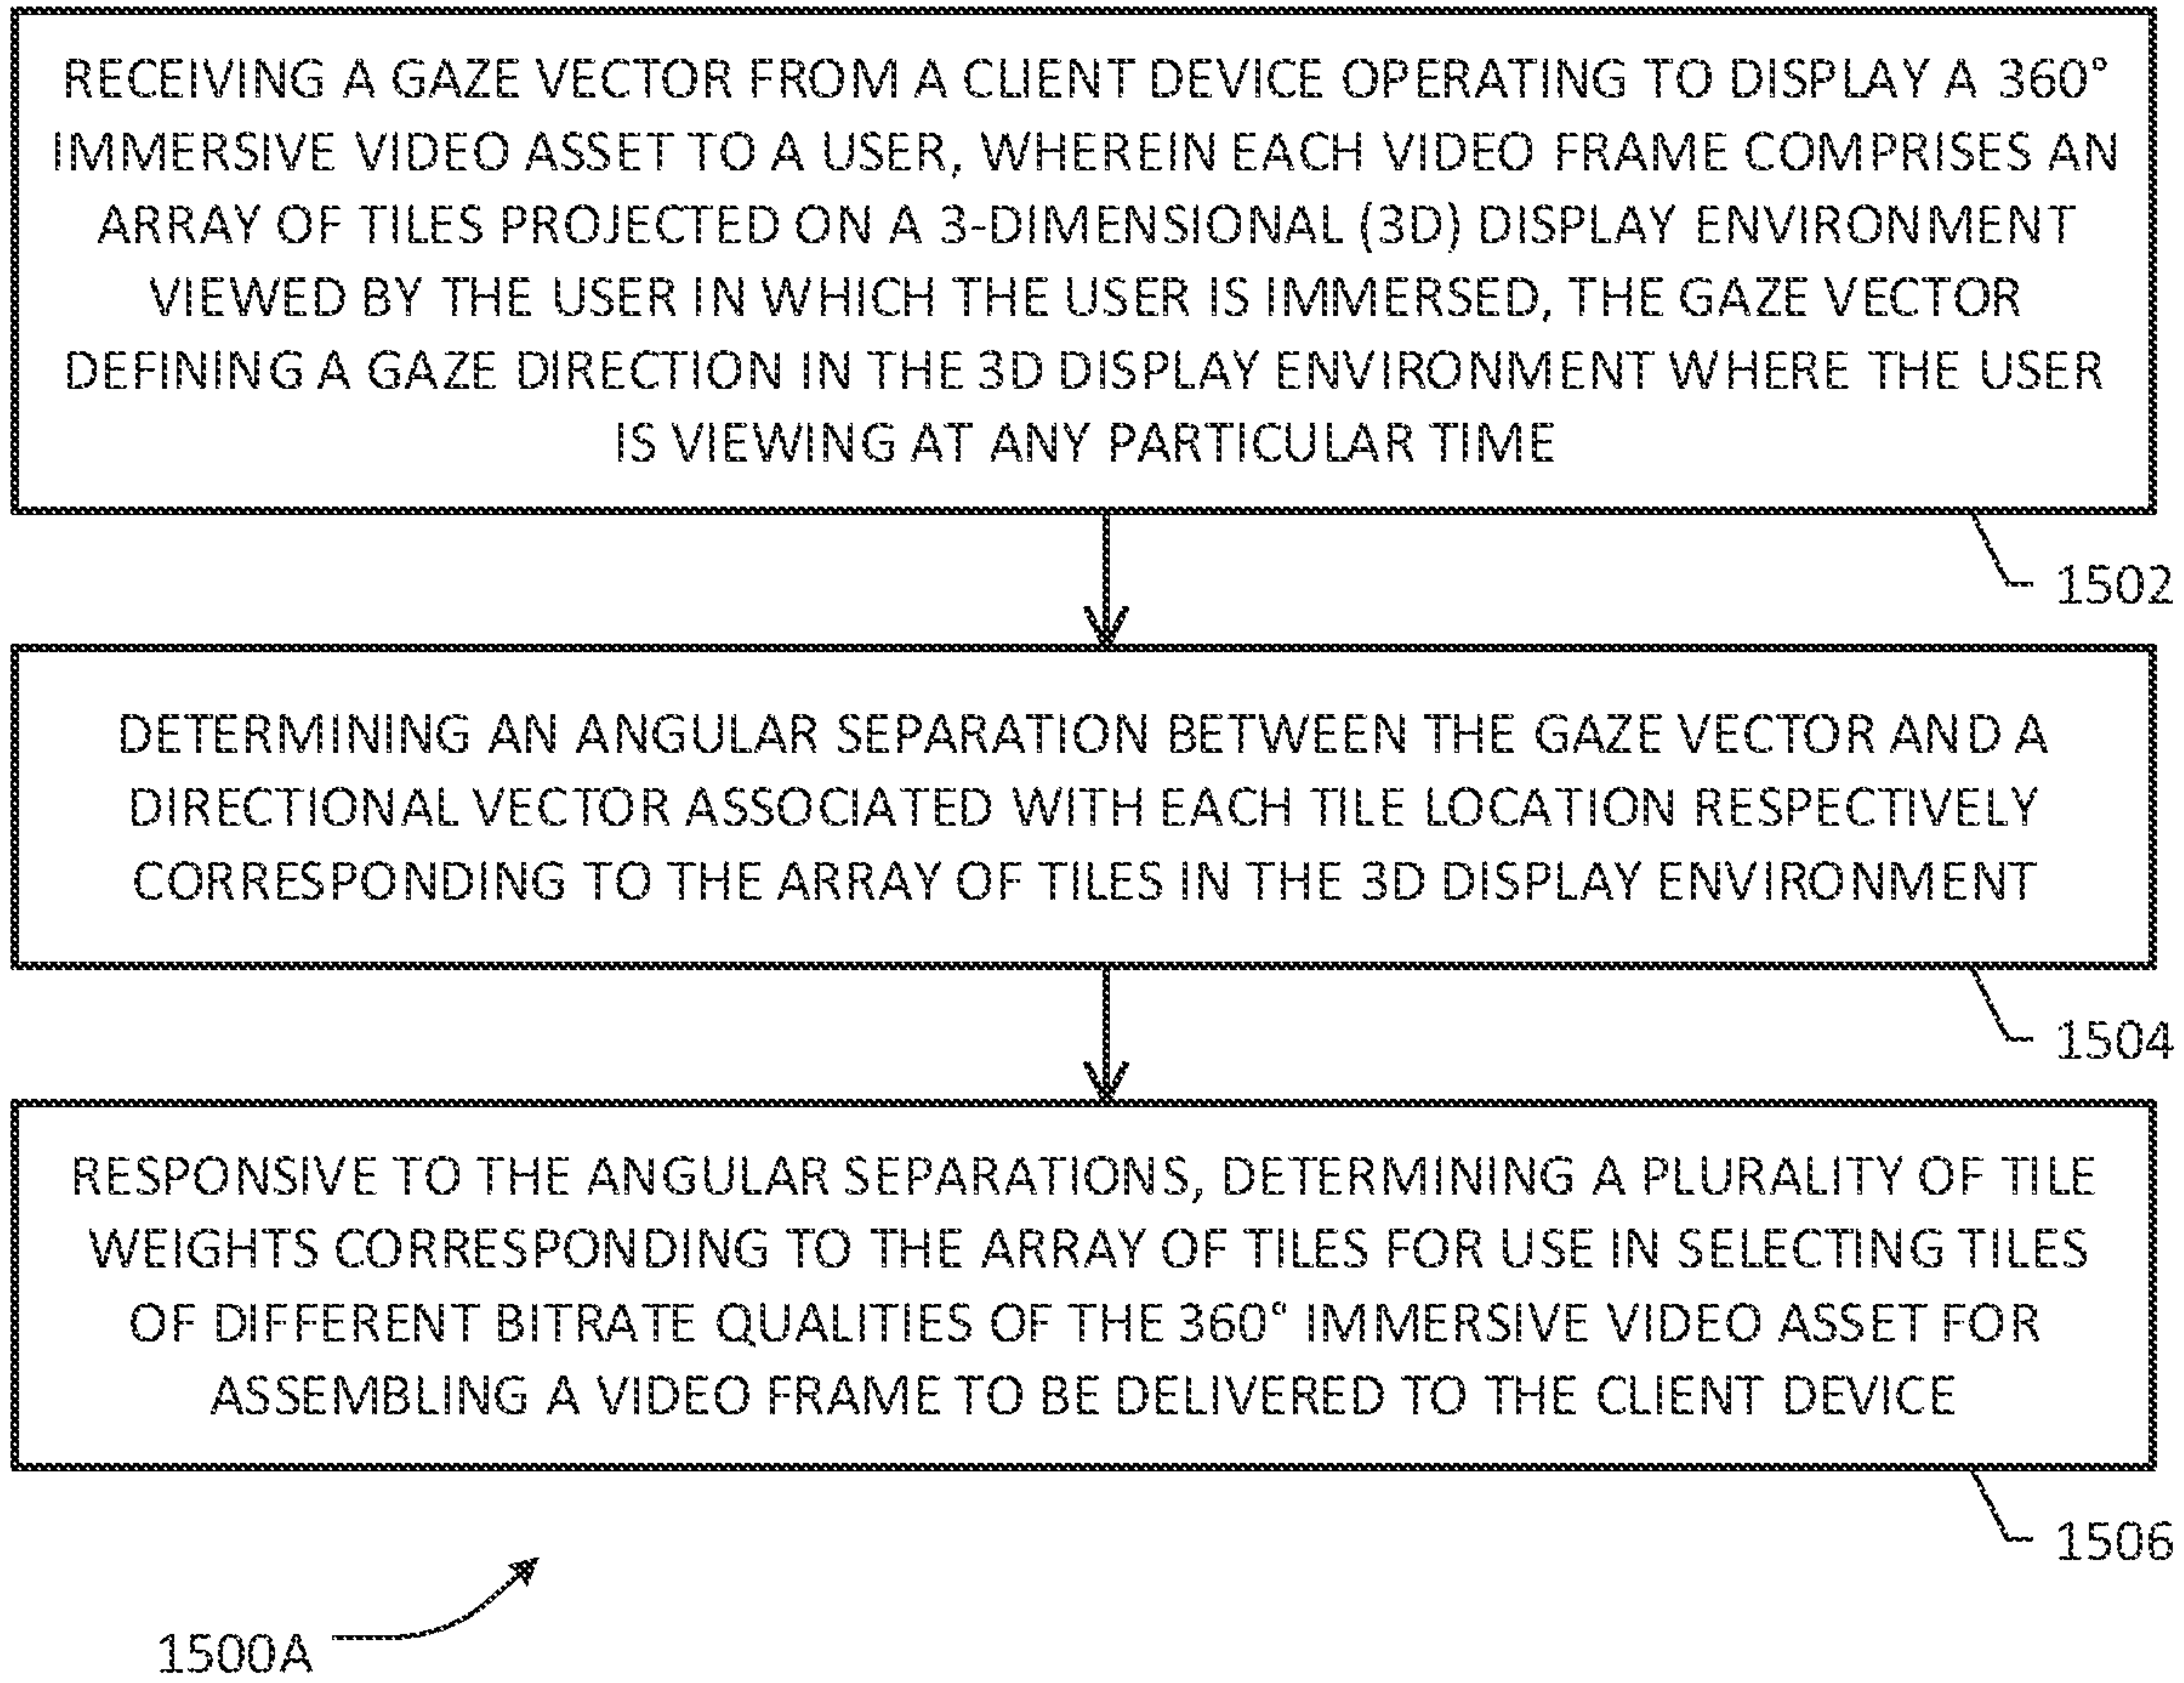 RECEIVING A GAZE VECTOR FROM A CLIENT DEVICE OPERATING TO DISPLAY A 360°
IMMERSIVE VIDEO ASSET TO A USER, WHEREIN EACH VIDEO FRAME COMPRISES AN
ARRAY OF TILES PROJECTED ON A 3-DIMENSIONAL (3D) DISPLAY ENVIRONMENT
VIEWED BY THE USER IN WHICH THE USER IS IMMERSED, THE GAZE VECTOR
DEFINING A GAZE DIRECTION IN THE 3D DISPLAY ENVIRONMENT WHERE THE USER
IS VIEWING AT ANY PARTICULAR TIME
1502
DETERMINING AN ANGULAR SEPARATION BETWEEN THE GAZE VECTOR AND A
DIRECTIONAL VECTOR ASSOCIATED WITH EACH TILE LOCATION RESPECTIVELY
CORRESPONDING TO THE ARRAY OF TILES IN THE 3D DISPLAY ENVIRONMENT
1504
RESPONSIVE TO THE ANGULAR SEPARATIONS, DETERMINING A PLURALITY OF TILE
WEIGHTS CORRESPONDING TO THE ARRAY OF TILES FOR USE IN SELECTING TILES
OF DIFFERENT BITRATE QUALITIES OF THE 360° IMMERSIVE VIDEO ASSET FOR
ASSEMBLING A VIDEO FRAME TO BE DELIVERED TO THE CLIENT DEVICE
1506
1500A